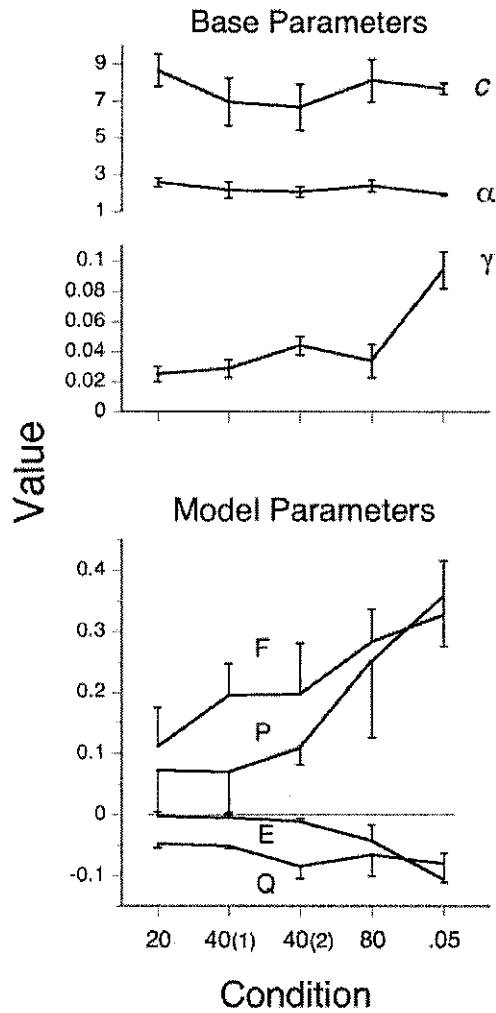 Base Parameters
9
7
5
3
1
c
α
0.1
0.08
0.06
0.04
0.02
0
γ
Value
Model Parameters
0.4
0.3
0.2
0.1
0
-0.1
F
P
E
Q
20 40(1) 40(2) 80 .05
Condition